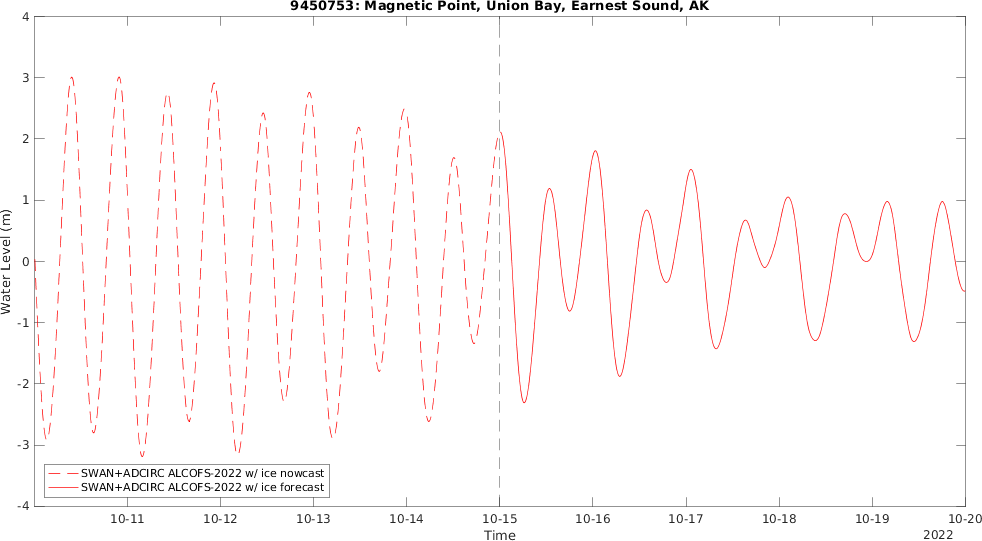 9450753: Magnetic Point, Union Bay, Earnest Sound, AK
4
3
2
1
0
-1
-2
-3
-4
Water Level (m)
SWAN+ADCIRC ALCOFS-2022 w/ ice nowcast
SWAN+ADCIRC ALCOFS-2022 w/ ice forecast
10-11 10-12 10-13 10-14 10-15 10-16 10-17 10-18 10-19 10-20
Time
2022